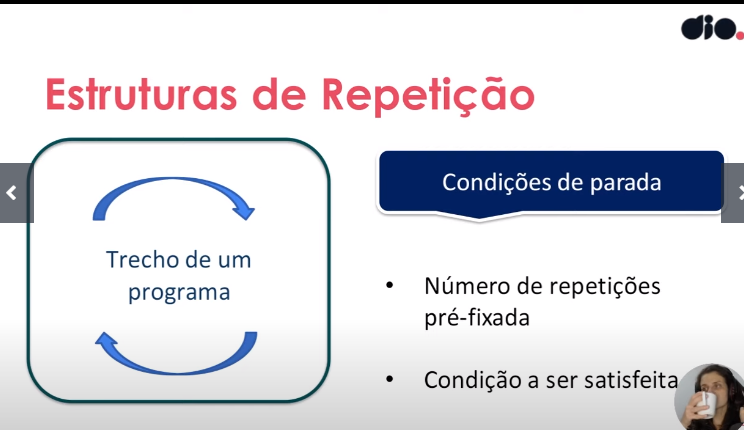 dio.
Estruturas de Repetição
Trecho de um
programa
Condições de parada
• Número de repetições
pré-fixada
• Condição a ser satisfeita